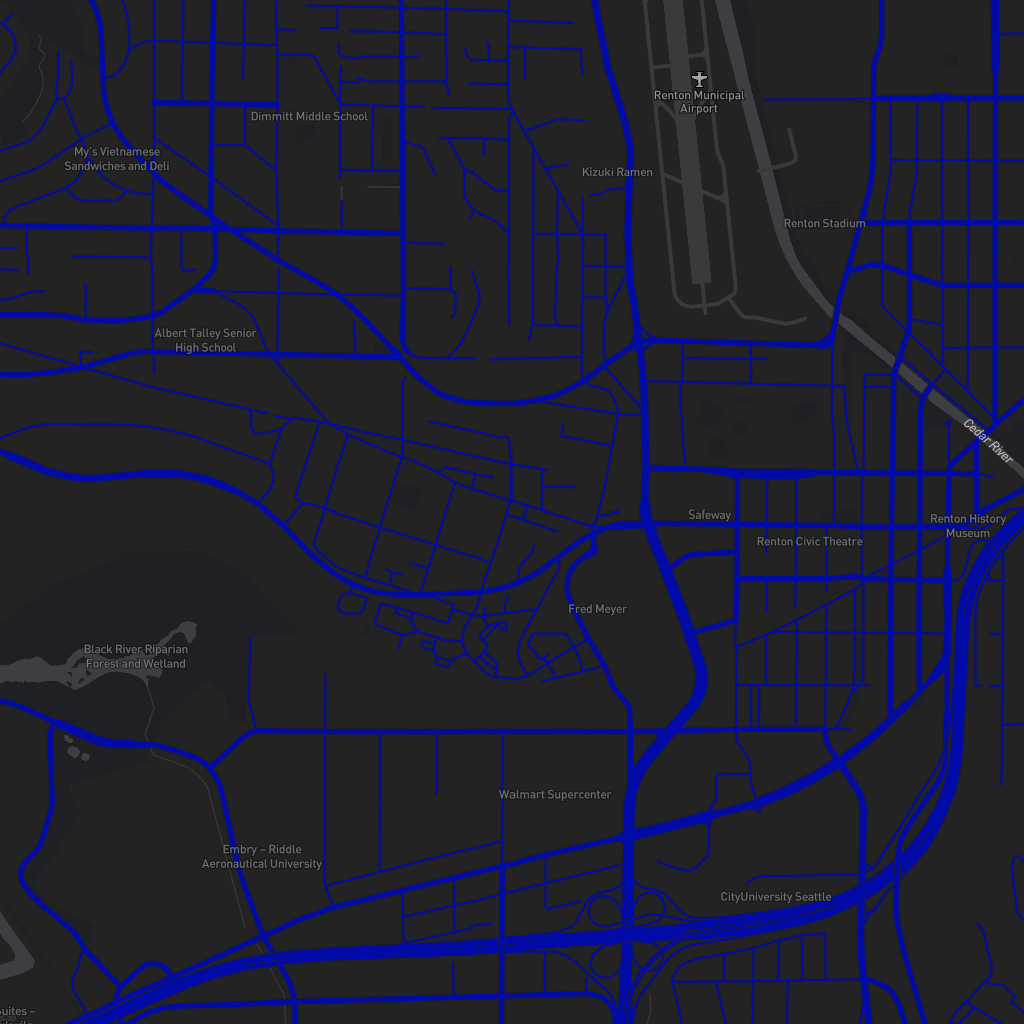 Renton Municipal
Airport
Dimmitt Middle School
My's Vietnamese
Sandwiches and Deli
Kizuki Ramen
Renton Stadium
Albert Talley Senior
High School
Cedar River
Safeway
Renton History
Museum
Renton Civic Theatre
Fred Meyer
Black River Riparian
Forest and Wetland
Walmart Supercenter
Embry – Riddle
Aeronautical University
CityUniversity Seattle
Suites –